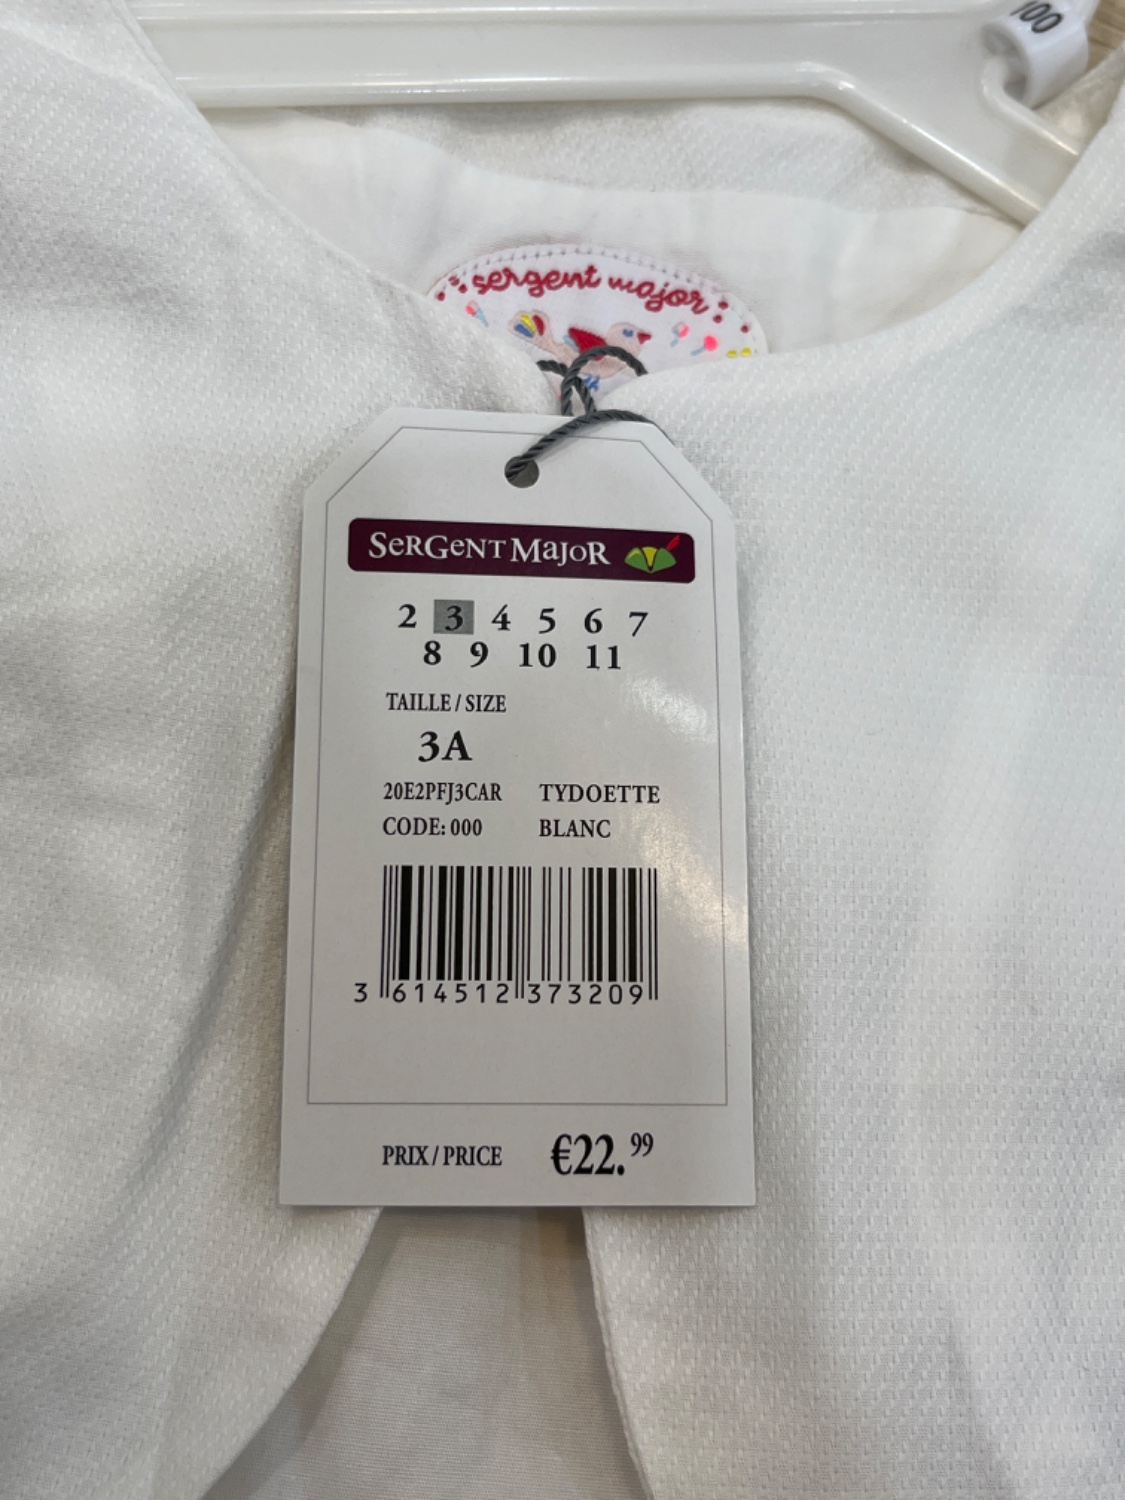 100
sergent major
SERGENT MAJOR
2 3 4 5 6 7
8 9 10 11
TAILLE / SIZE
3A
20E2PFJ3CAR TYDOETTE
CODE: 000 BLANC
3 614512 373209
PRIX / PRICE €22.99